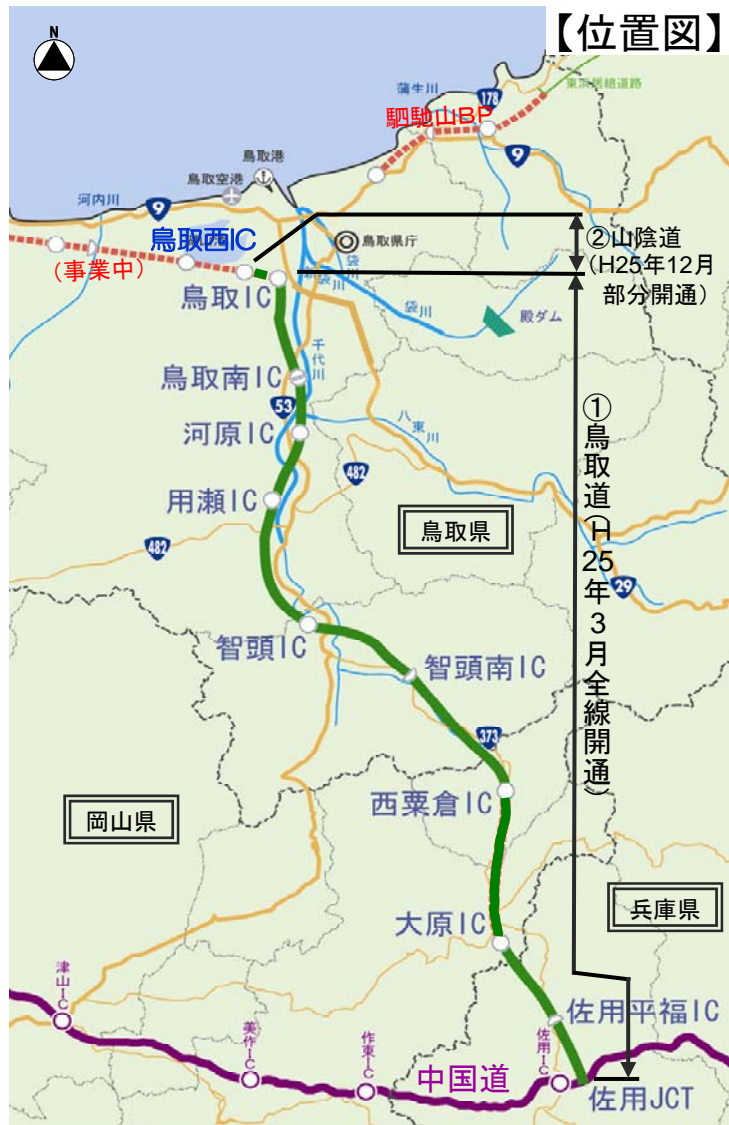 【位置図】
N
東浜居組道路
蒲生川
178
駟馳山BP
9
鳥取港
鳥取空港
河内川
9
鳥取西IC
鳥取県庁
②山陰道
(H25年12月
部分開通)
(事業中)
袋川
新袋川
鳥取IC
袋川
殿ダム
千代川
鳥取南IC
53
八東川
河原IC
①鳥取道(H25年3月全線開通)
482
用瀬IC
鳥取県
482
29
智頭IC
智頭南IC
373
西粟倉IC
岡山県
兵庫県
大原IC
津山IC
佐用平福IC
美作IC
作東IC
佐用IC
中国道
佐用JCT